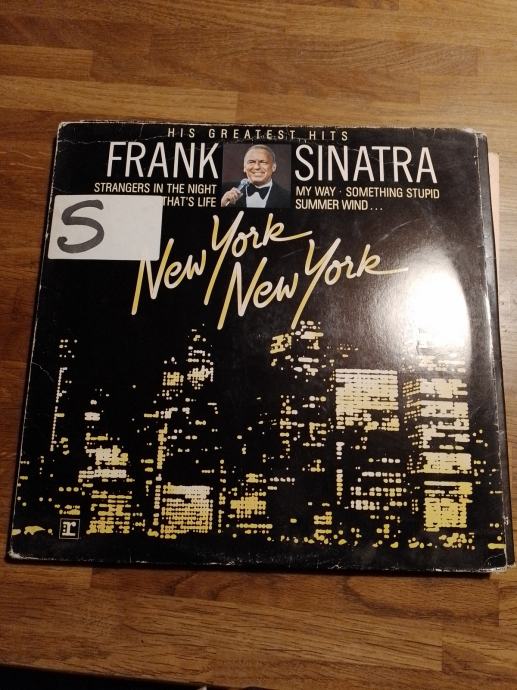 HIS GREATEST HITS
FRANK SINATRA
STRANGERS IN THE NIGHT
THAT'S LIFE
MY WAY · SOMETHING STUPID
SUMMER WIND...
S
New York
New York
r